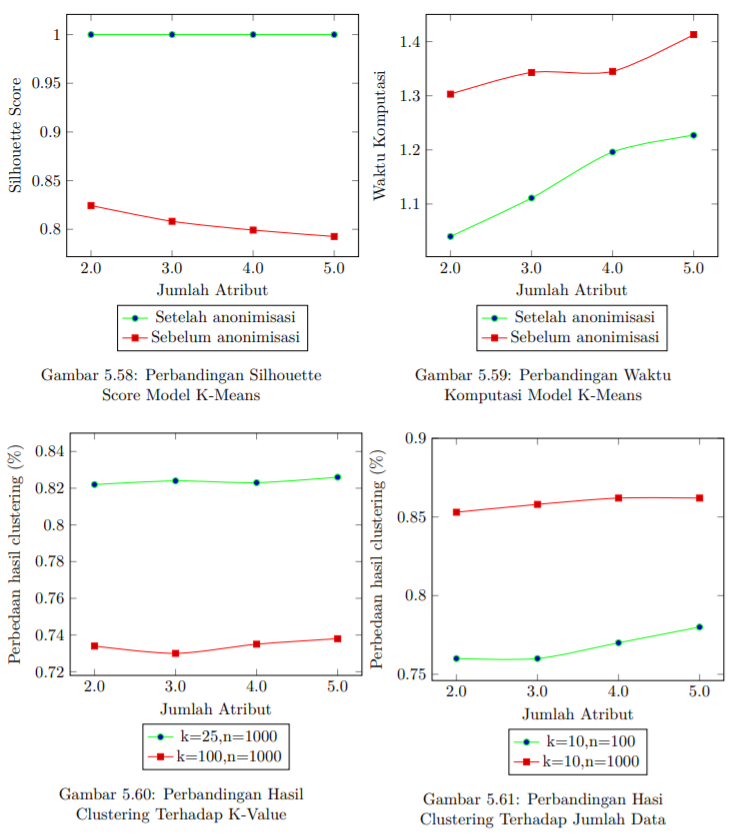 1
0.95
0.9
0.85
0.8
Silhouette Score
2.0 3.0 4.0 5.0
Jumlah Atribut
Setelah anonimisasi
Sebelum anonimisasi
Gambar 5.58: Perbandingan Silhouette
Score Model K-Means
1.4
1.3
1.2
1.1
Waktu Komputasi
2.0 3.0 4.0 5.0
Jumlah Atribut
Setelah anonimisasi
Sebelum anonimisasi
Gambar 5.59: Perbandingan Waktu
Komputasi Model K-Means
0.84
0.82
0.8
0.78
0.76
0.74
0.72
Perbedaan hasil clustering (%)
2.0 3.0 4.0 5.0
Jumlah Atribut
k=25,n=1000
k=100,n=1000
Gambar 5.60: Perbandingan Hasil
Clustering Terhadap K-Value
0.9
0.85
0.8
0.75
Perbedaan hasil clustering (%)
2.0 3.0 4.0 5.0
Jumlah Atribut
k=10,n=100
k=10,n=1000
Gambar 5.61: Perbandingan Hasi
Clustering Terhadap Jumlah Data